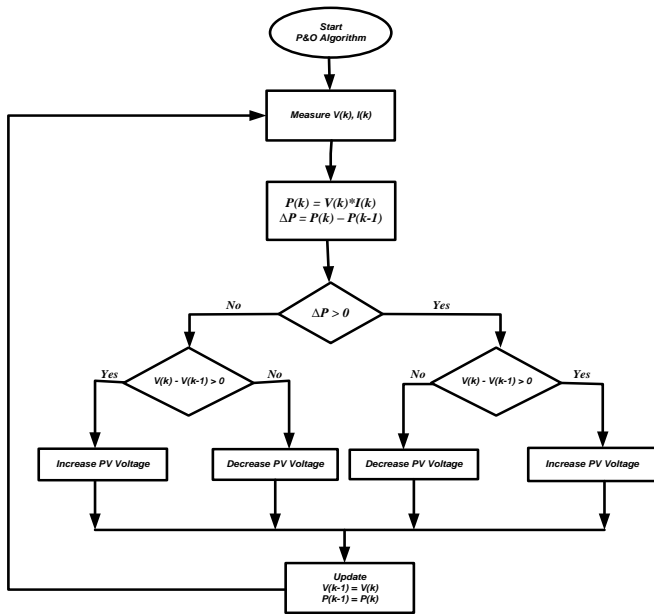 Start
P&O Algorithm
Measure V(k), I(k)
P(k) = V(k)*I(k)
ΔP = P(k) – P(k-1)
No
ΔP > 0
Yes
Yes
V(k) - V(k-1) > 0
No
No
V(k) - V(k-1) > 0
Yes
Increase PV Voltage
Decrease PV Voltage
Decrease PV Voltage
Increase PV Voltage
Update
V(k-1) = V(k)
P(k-1) = P(k)